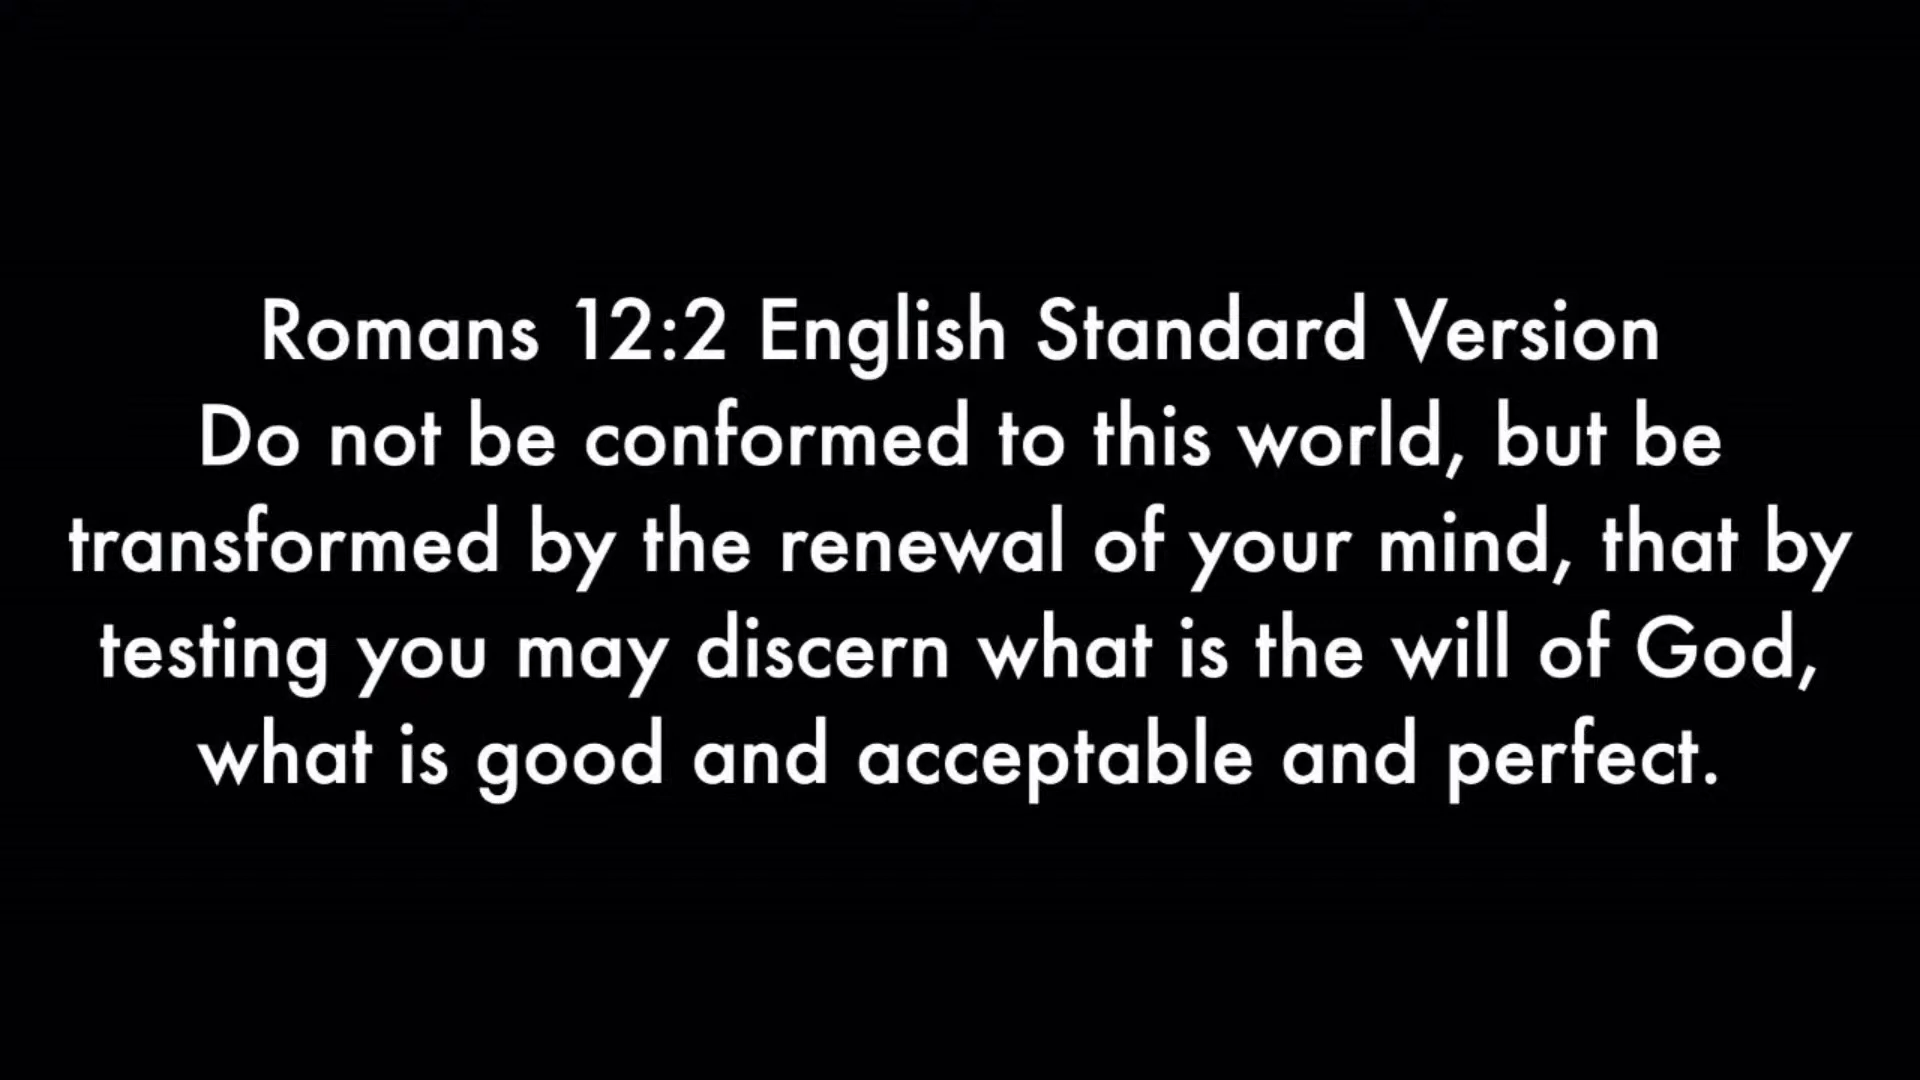 Romans 12:2 English Standard Version
Do not be conformed to this world, but be
transformed by the renewal of your mind, that by
testing you may discern what is the will of God,
what is good and acceptable and perfect.